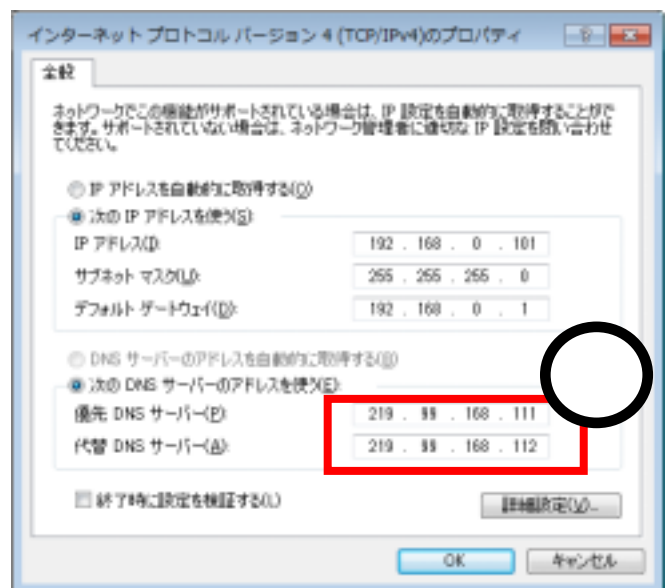 インターネット プロトコル バージョン 4 (TCP/IPv4)のプロパティ
全般
ネットワークでこの機能がサポートされている場合は、IP 設定を自動的に取得することがで
きます。サポートされていない場合は、ネットワーク管理者に適切な IP 設定を問い合わせ
てください。
IP アドレスを自動的に取得する(O)
次の IP アドレスを使う(S):
IP アドレス(I): 192 . 168 . 0 . 101
サブネット マスク(U): 255 . 255 . 255 . 0
デフォルト ゲートウェイ(D): 192 . 168 . 0 . 1
DNS サーバーのアドレスを自動的に取得する(B)
次の DNS サーバーのアドレスを使う(E):
優先 DNS サーバー(P): 219 . . 168 . 111
代替 DNS サーバー(A): 219 . . 168 . 112
終了時に設定を検証する(L)
詳細設定(V)...
OK
キャンセル